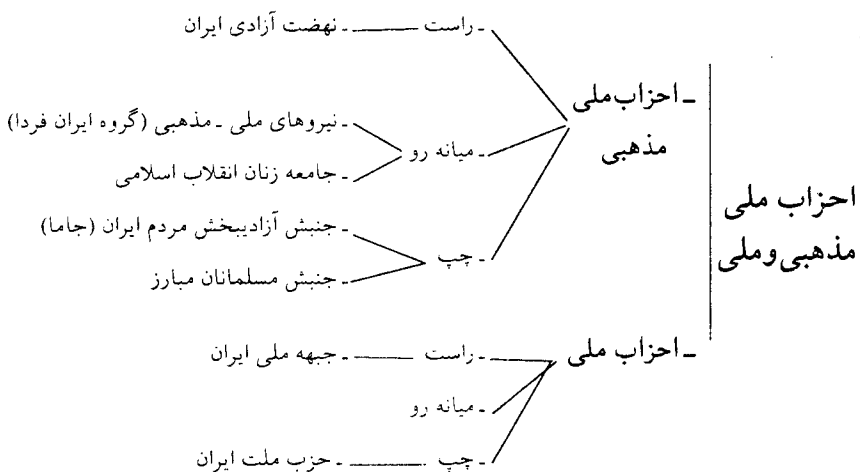 احزاب ملی
مذهبی و ملی
ـ احزاب ملی
مذهبی
ـ راست ـ نهضت آزادی ایران
ـ میانه رو
ـ نیروهای ملی ـ مذهبی (گروه ایران فردا)
ـ جامعه زنان انقلاب اسلامی
ـ چپ
ـ جنبش آزادیبخش مردم ایران (جاما)
ـ جنبش مسلمانان مبارز
ـ احزاب ملی
ـ راست ـ جبهه ملی ایران
ـ میانه رو
ـ چپ ـ حزب ملت ایران